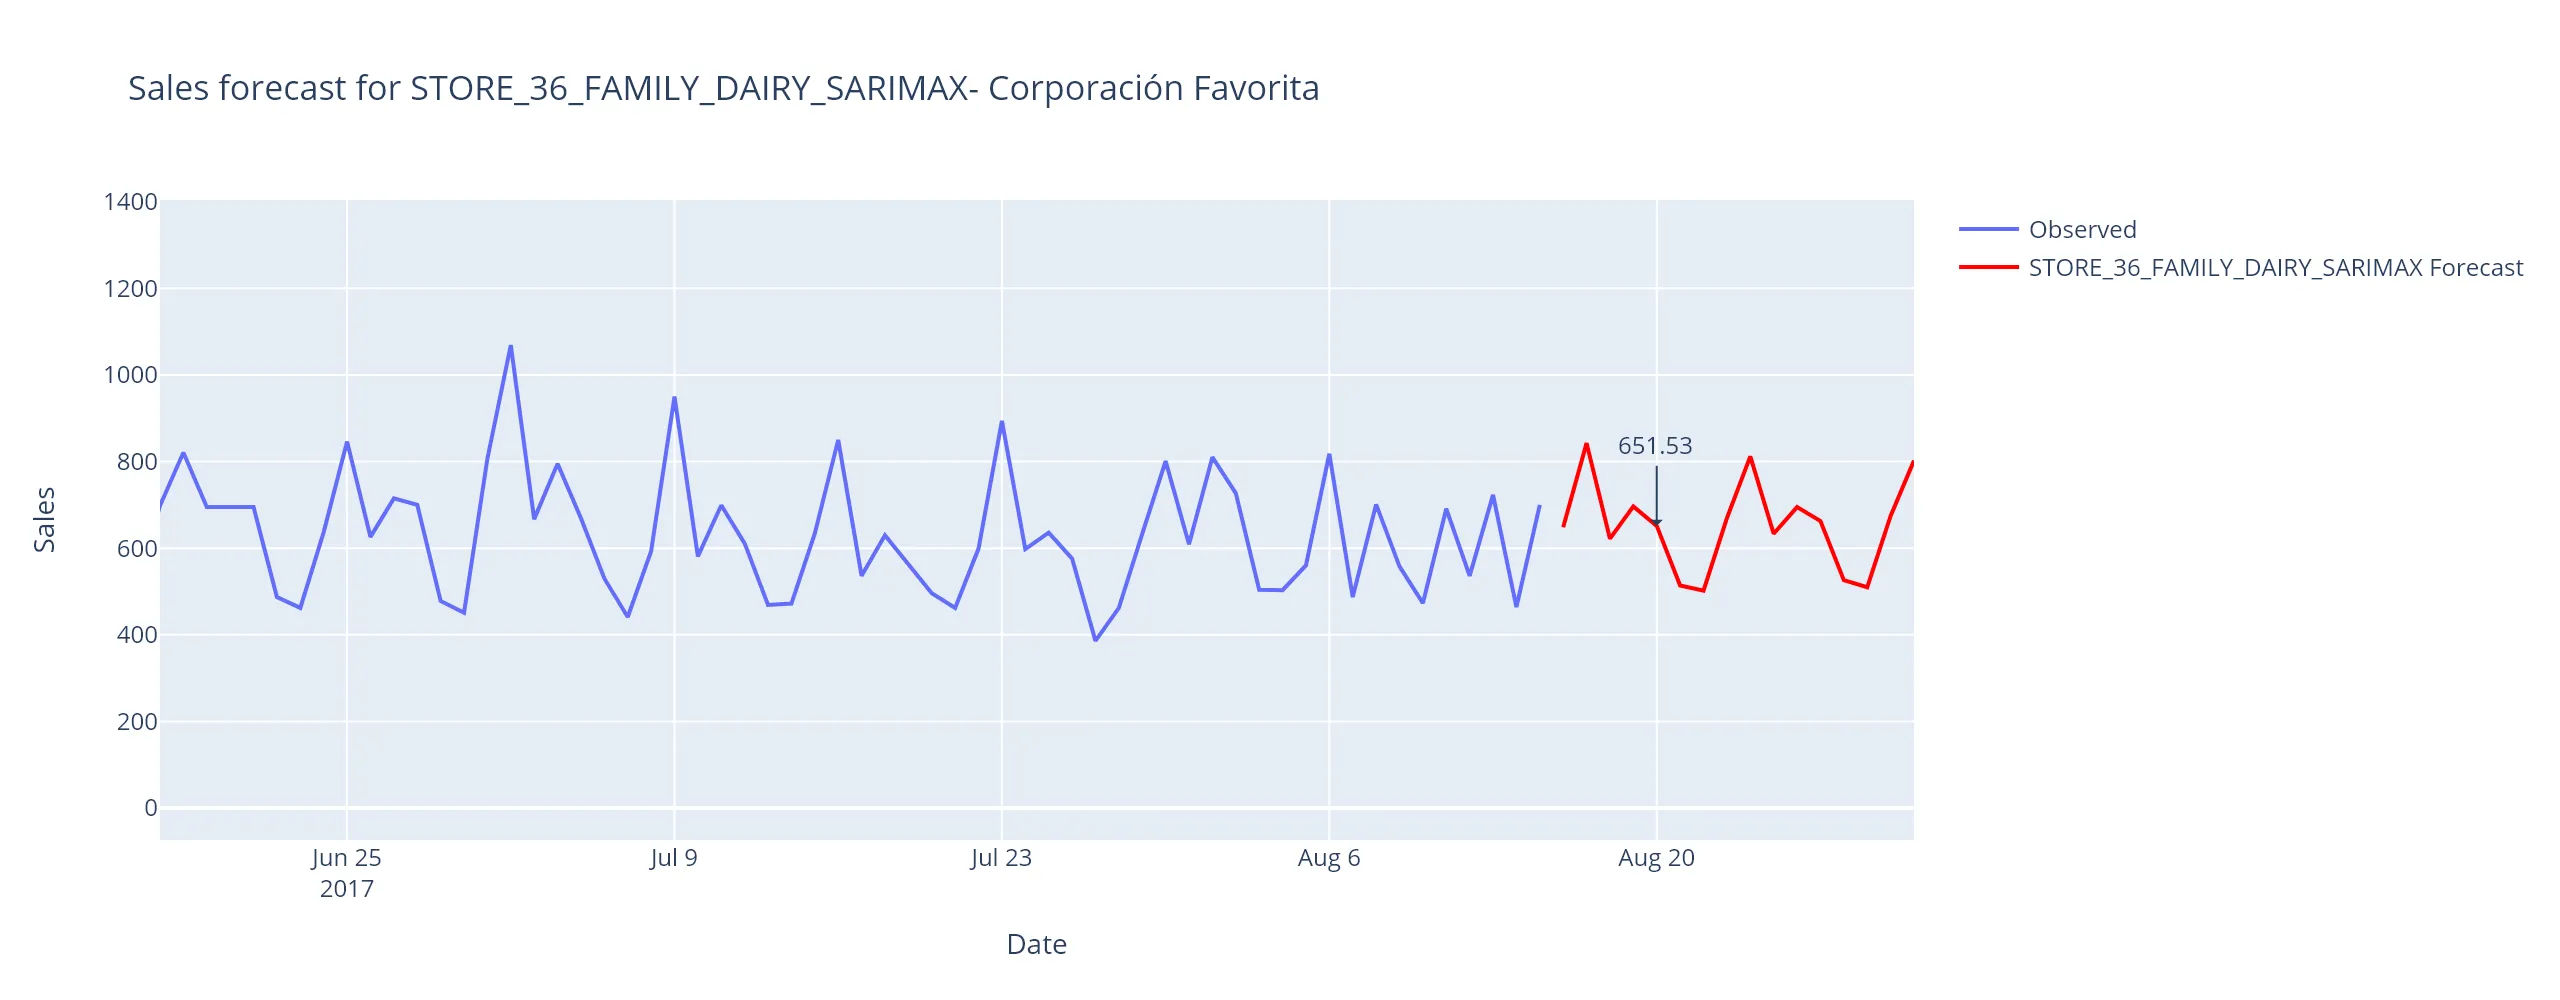 Sales forecast for STORE_36_FAMILY_DAIRY_SARIMAX- Corporación Favorita
Observed
STORE_36_FAMILY_DAIRY_SARIMAX Forecast
1400
1200
1000
800
600
400
200
0
Sales
651.53
Jun 25
2017
Jul 9
Jul 23
Aug 6
Aug 20
Date